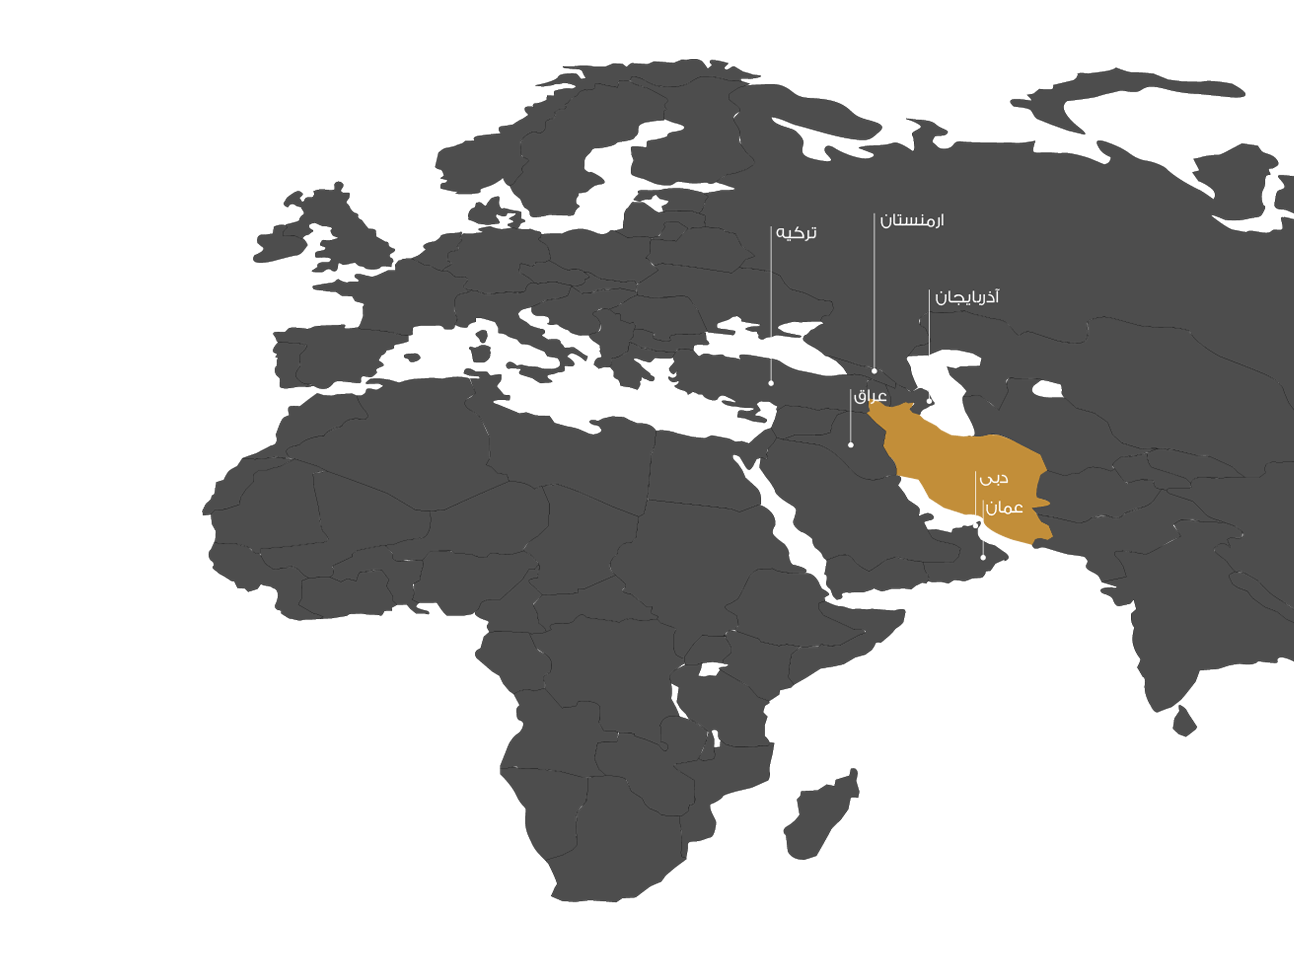 ارمنستان
ترکیه
آذربایجان
عراق
دبی
عمان